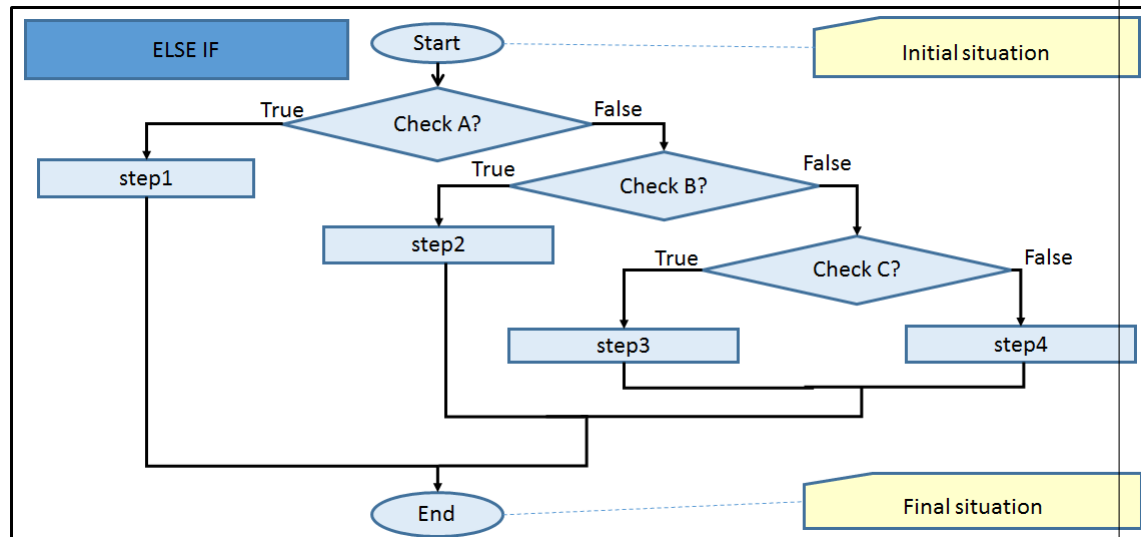 ELSE IF
Start
Initial situation
True
False
Check A?
True
False
step1
Check B?
step2
True
False
Check C?
step3
step4
End
Final situation